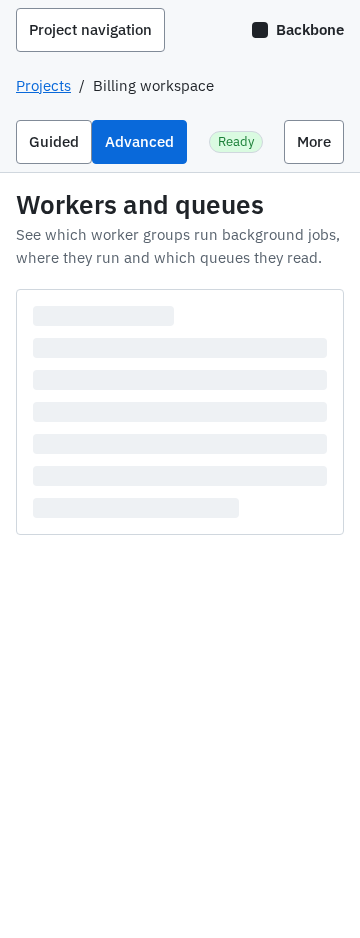 Project navigation
Backbone
Projects / Billing workspace
Guided
Advanced
Ready
More
Workers and queues
See which worker groups run background jobs,
where they run and which queues they read.